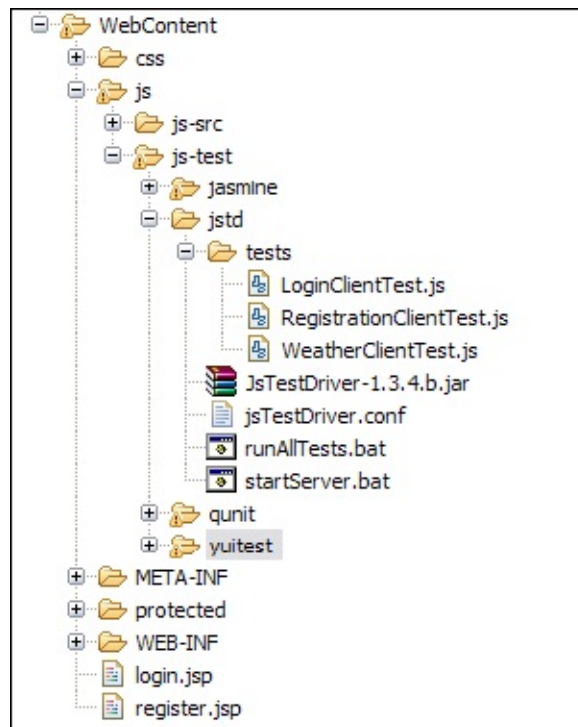 WebContent
css
js
js-src
js-test
jasmine
jstd
tests
LoginClientTest.js
RegistrationClientTest.js
WeatherClientTest.js
JsTestDriver-1.3.4.b.jar
jsTestDriver.conf
runAllTests.bat
startServer.bat
qunit
yuitest
META-INF
protected
WEB-INF
login.jsp
register.jsp